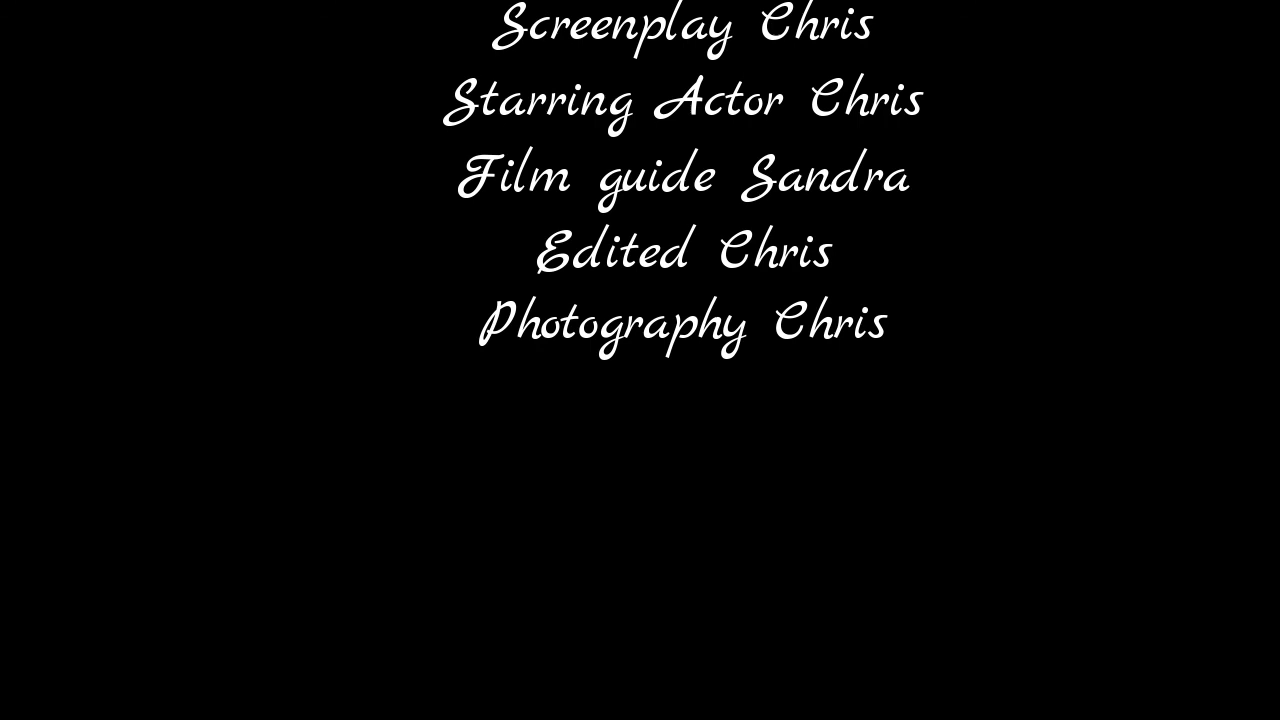 Screenplay Chris
Starring Actor Chris
Film guide Sandra
Edited Chris
Photography Chris